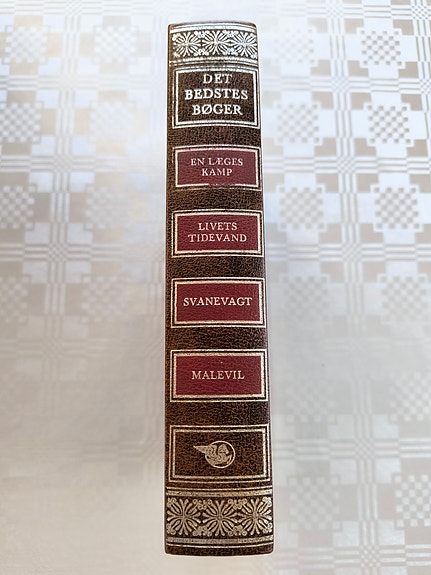 DET
BEDSTES
BØGER
EN LÆGES
KAMP
LIVETS
TIDEVAND
SVANEVAGT
MALEVIL